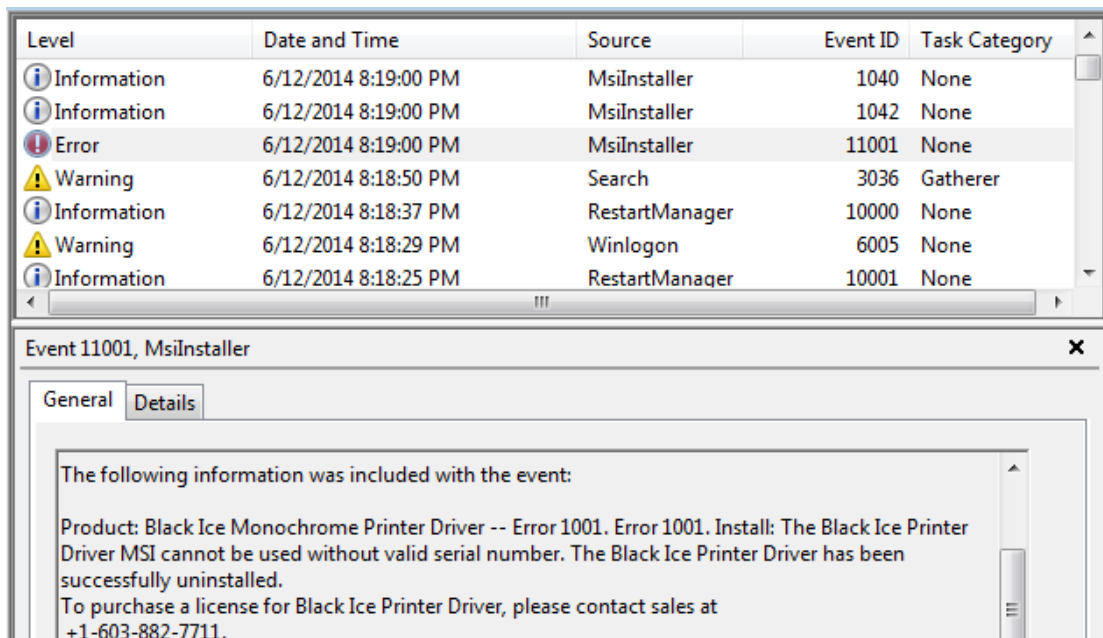 Level Date and Time Source Event ID Task Category
Information 6/12/2014 8:19:00 PM MsiInstaller 1040 None
Information 6/12/2014 8:19:00 PM MsiInstaller 1042 None
Error 6/12/2014 8:19:00 PM MsiInstaller 11001 None
Warning 6/12/2014 8:18:50 PM Search 3036 Gatherer
Information 6/12/2014 8:18:37 PM RestartManager 10000 None
Warning 6/12/2014 8:18:29 PM Winlogon 6005 None
Information 6/12/2014 8:18:25 PM RestartManager 10001 None
Event 11001, MsiInstaller
General Details
The following information was included with the event:
Product: Black Ice Monochrome Printer Driver -- Error 1001. Error 1001. Install: The Black Ice Printer
Driver MSI cannot be used without valid serial number. The Black Ice Printer Driver has been
successfully uninstalled.
To purchase a license for Black Ice Printer Driver, please contact sales at
+1-603-882-7711.